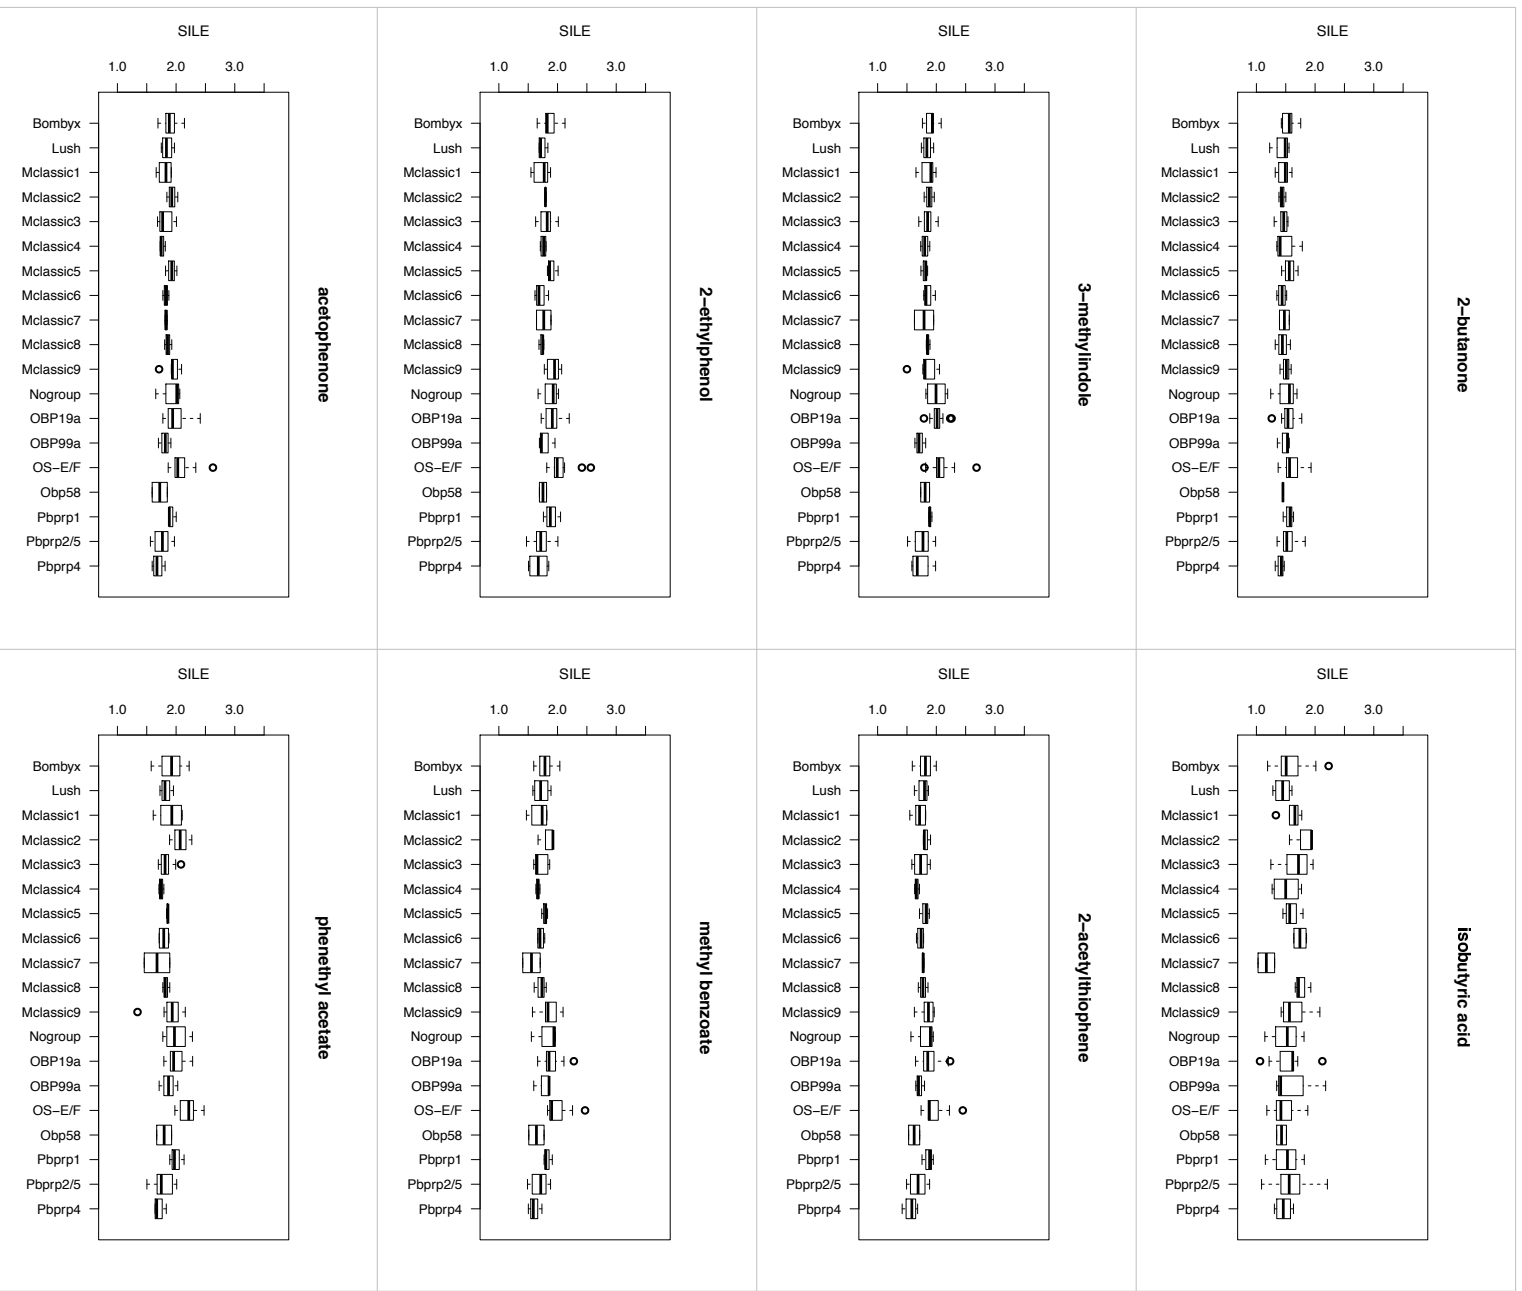 SILE
1.0 2.0 3.0
Bombyx
Lush
Mclassic1
Mclassic2
Mclassic3
Mclassic4
Mclassic5
Mclassic6
Mclassic7
Mclassic8
Mclassic9
Nogroup
OBP19a
OBP99a
OS−E/F
Obp58
Pbprp1
Pbprp2/5
Pbprp4
acetophenone
SILE
1.0 2.0 3.0
Bombyx
Lush
Mclassic1
Mclassic2
Mclassic3
Mclassic4
Mclassic5
Mclassic6
Mclassic7
Mclassic8
Mclassic9
Nogroup
OBP19a
OBP99a
OS−E/F
Obp58
Pbprp1
Pbprp2/5
Pbprp4
2−ethylphenol
SILE
1.0 2.0 3.0
Bombyx
Lush
Mclassic1
Mclassic2
Mclassic3
Mclassic4
Mclassic5
Mclassic6
Mclassic7
Mclassic8
Mclassic9
Nogroup
OBP19a
OBP99a
OS−E/F
Obp58
Pbprp1
Pbprp2/5
Pbprp4
3−methylindole
SILE
1.0 2.0 3.0
Bombyx
Lush
Mclassic1
Mclassic2
Mclassic3
Mclassic4
Mclassic5
Mclassic6
Mclassic7
Mclassic8
Mclassic9
Nogroup
OBP19a
OBP99a
OS−E/F
Obp58
Pbprp1
Pbprp2/5
Pbprp4
2−butanone
SILE
1.0 2.0 3.0
Bombyx
Lush
Mclassic1
Mclassic2
Mclassic3
Mclassic4
Mclassic5
Mclassic6
Mclassic7
Mclassic8
Mclassic9
Nogroup
OBP19a
OBP99a
OS−E/F
Obp58
Pbprp1
Pbprp2/5
Pbprp4
phenethyl acetate
SILE
1.0 2.0 3.0
Bombyx
Lush
Mclassic1
Mclassic2
Mclassic3
Mclassic4
Mclassic5
Mclassic6
Mclassic7
Mclassic8
Mclassic9
Nogroup
OBP19a
OBP99a
OS−E/F
Obp58
Pbprp1
Pbprp2/5
Pbprp4
methyl benzoate
SILE
1.0 2.0 3.0
Bombyx
Lush
Mclassic1
Mclassic2
Mclassic3
Mclassic4
Mclassic5
Mclassic6
Mclassic7
Mclassic8
Mclassic9
Nogroup
OBP19a
OBP99a
OS−E/F
Obp58
Pbprp1
Pbprp2/5
Pbprp4
2−acetylthiophene
SILE
1.0 2.0 3.0
Bombyx
Lush
Mclassic1
Mclassic2
Mclassic3
Mclassic4
Mclassic5
Mclassic6
Mclassic7
Mclassic8
Mclassic9
Nogroup
OBP19a
OBP99a
OS−E/F
Obp58
Pbprp1
Pbprp2/5
Pbprp4
isobutyric acid